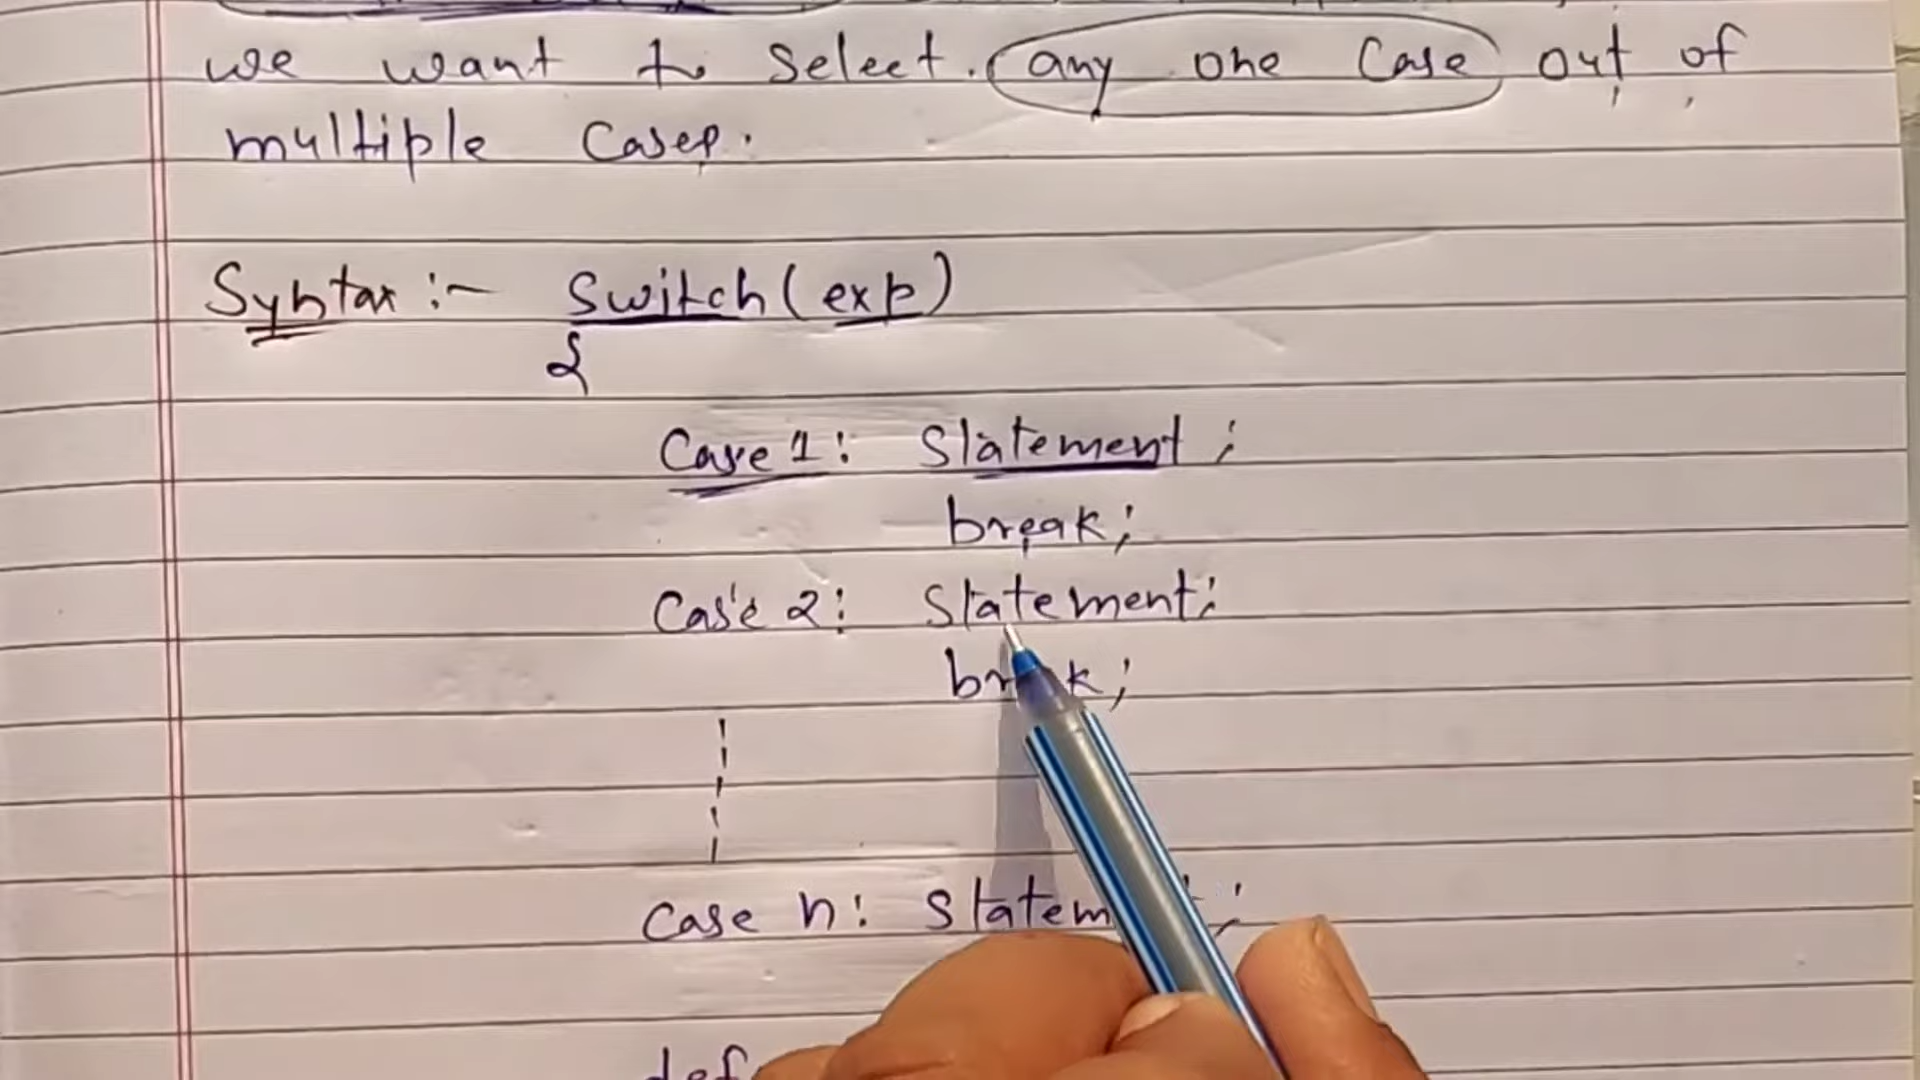 we want to select. any one Case out of
multiple Cases.
Syntax :- Switch (exp)
{
Case 1: Statement ;
break;
Case 2: Statement;
break;
Case n: